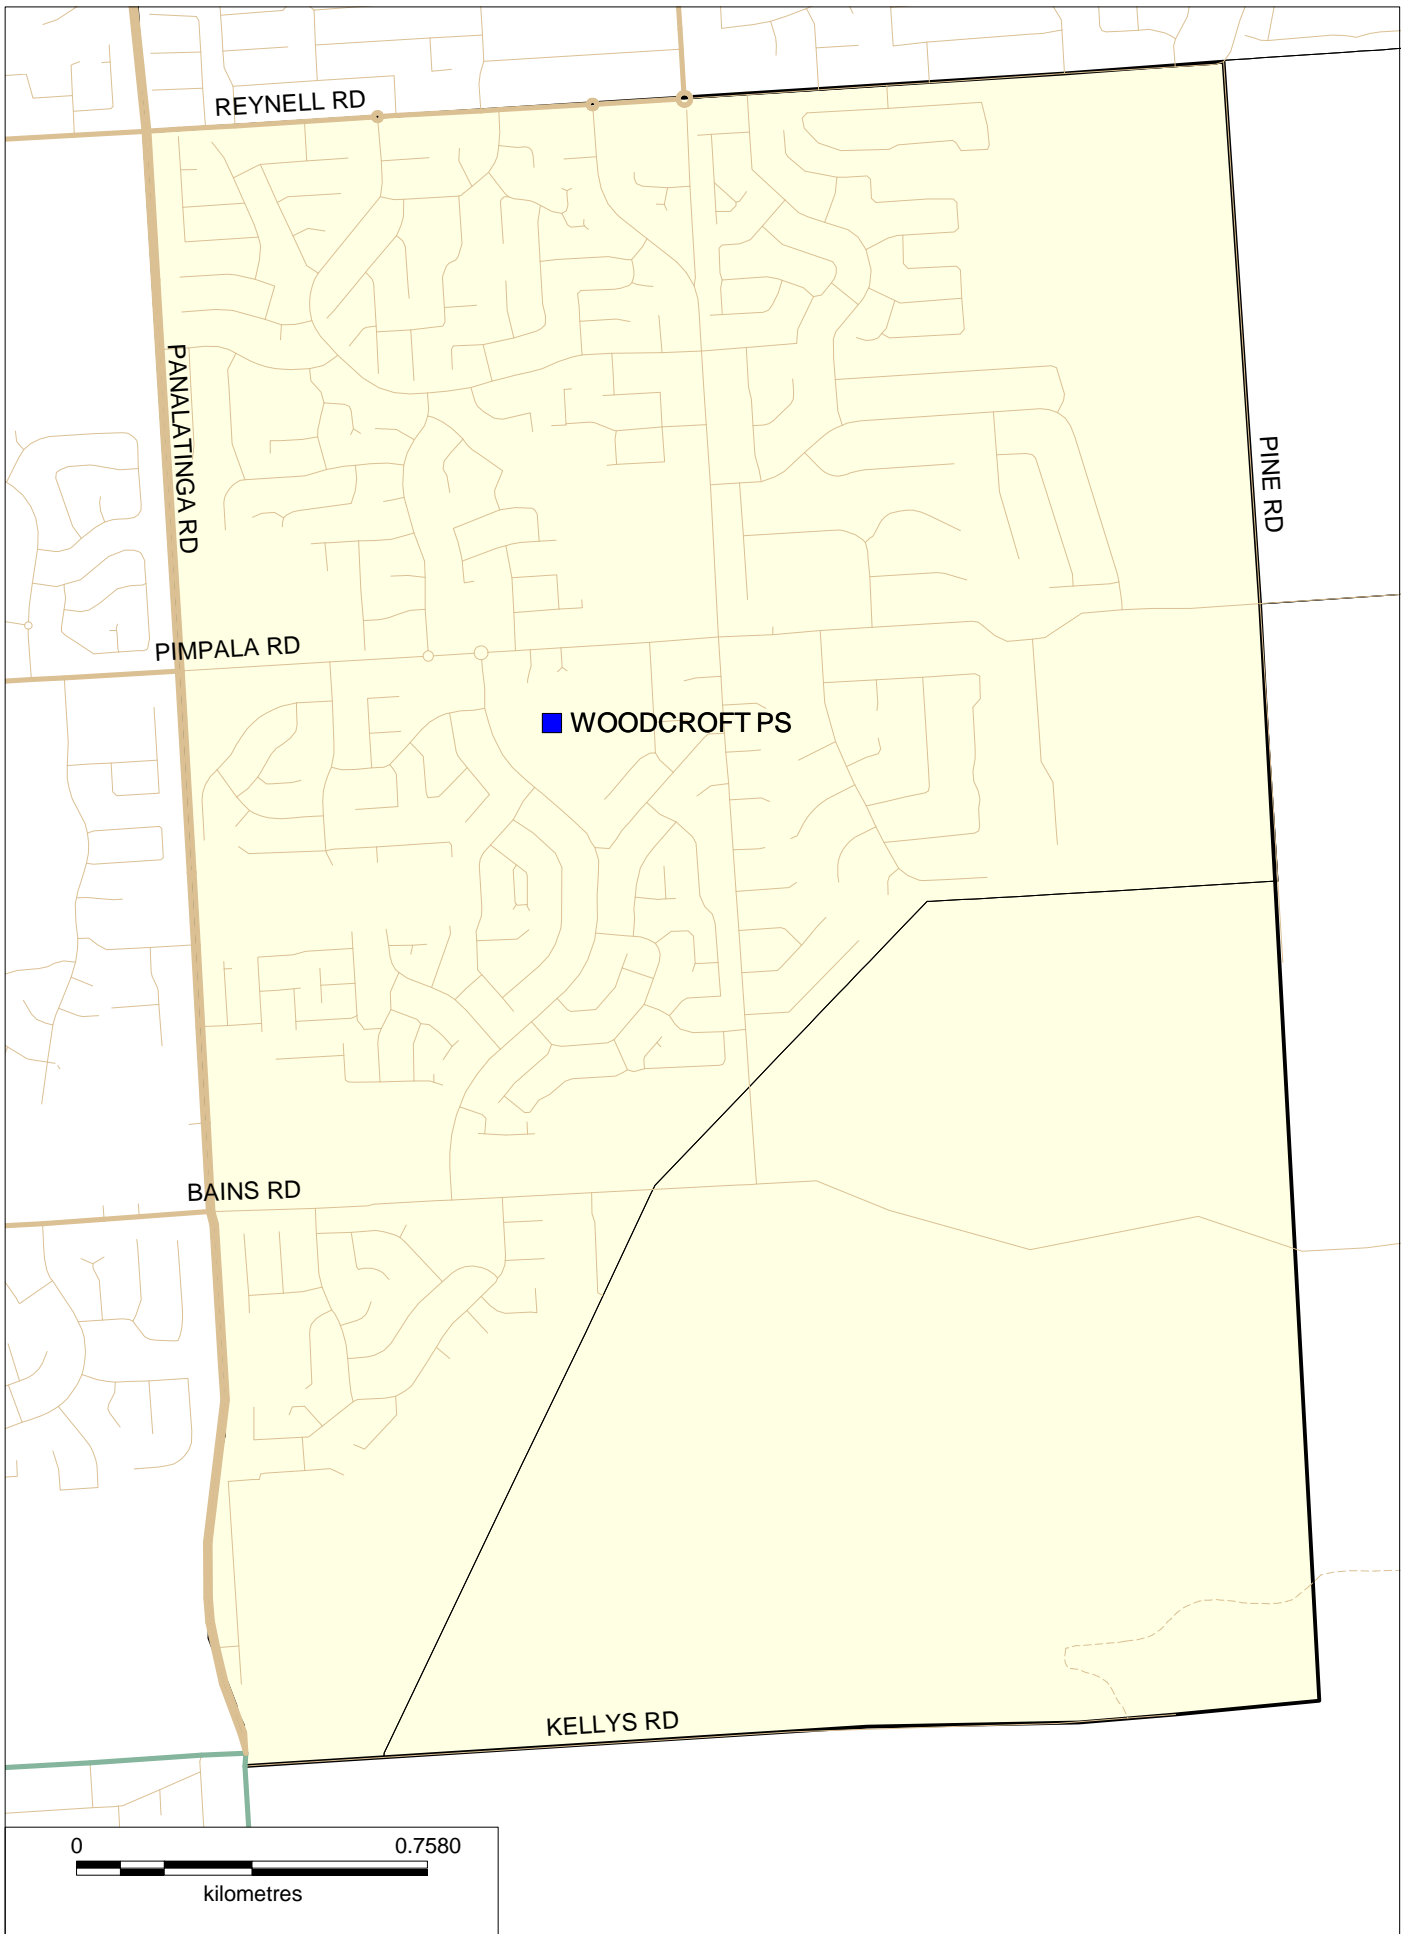 REYNELL RD
PANALATINGA RD
PINE RD
PIMPALA RD
WOODCROFT PS
BAINS RD
KELLYS RD
0 0.7580
kilometres